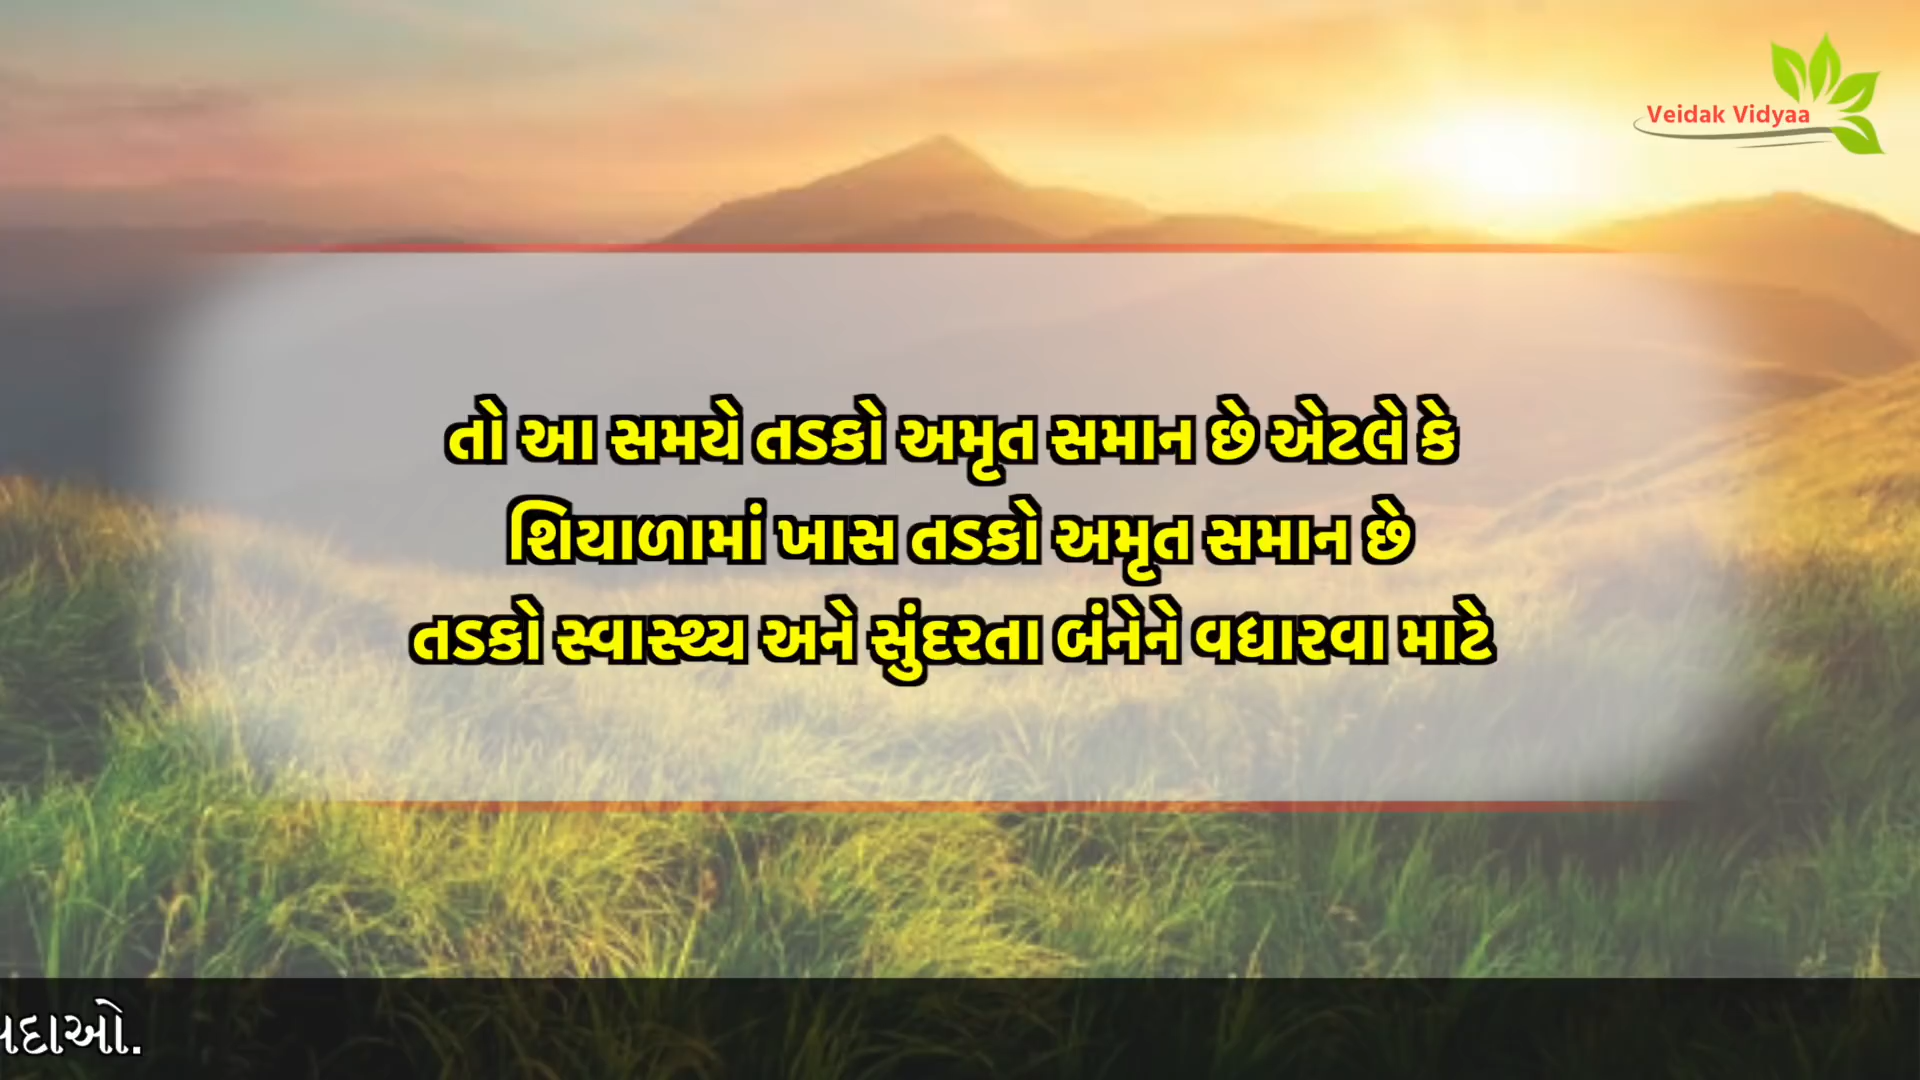 Veidak Vidyaa
તો આ સમયે તડકો અમૃત સમાન છે એટલે કે
શિયાળામાં ખાસ તડકો અમૃત સમાન છે
તડકો સ્વાસ્થ્ય અને સુંદરતા બંનેને વધારવા માટે